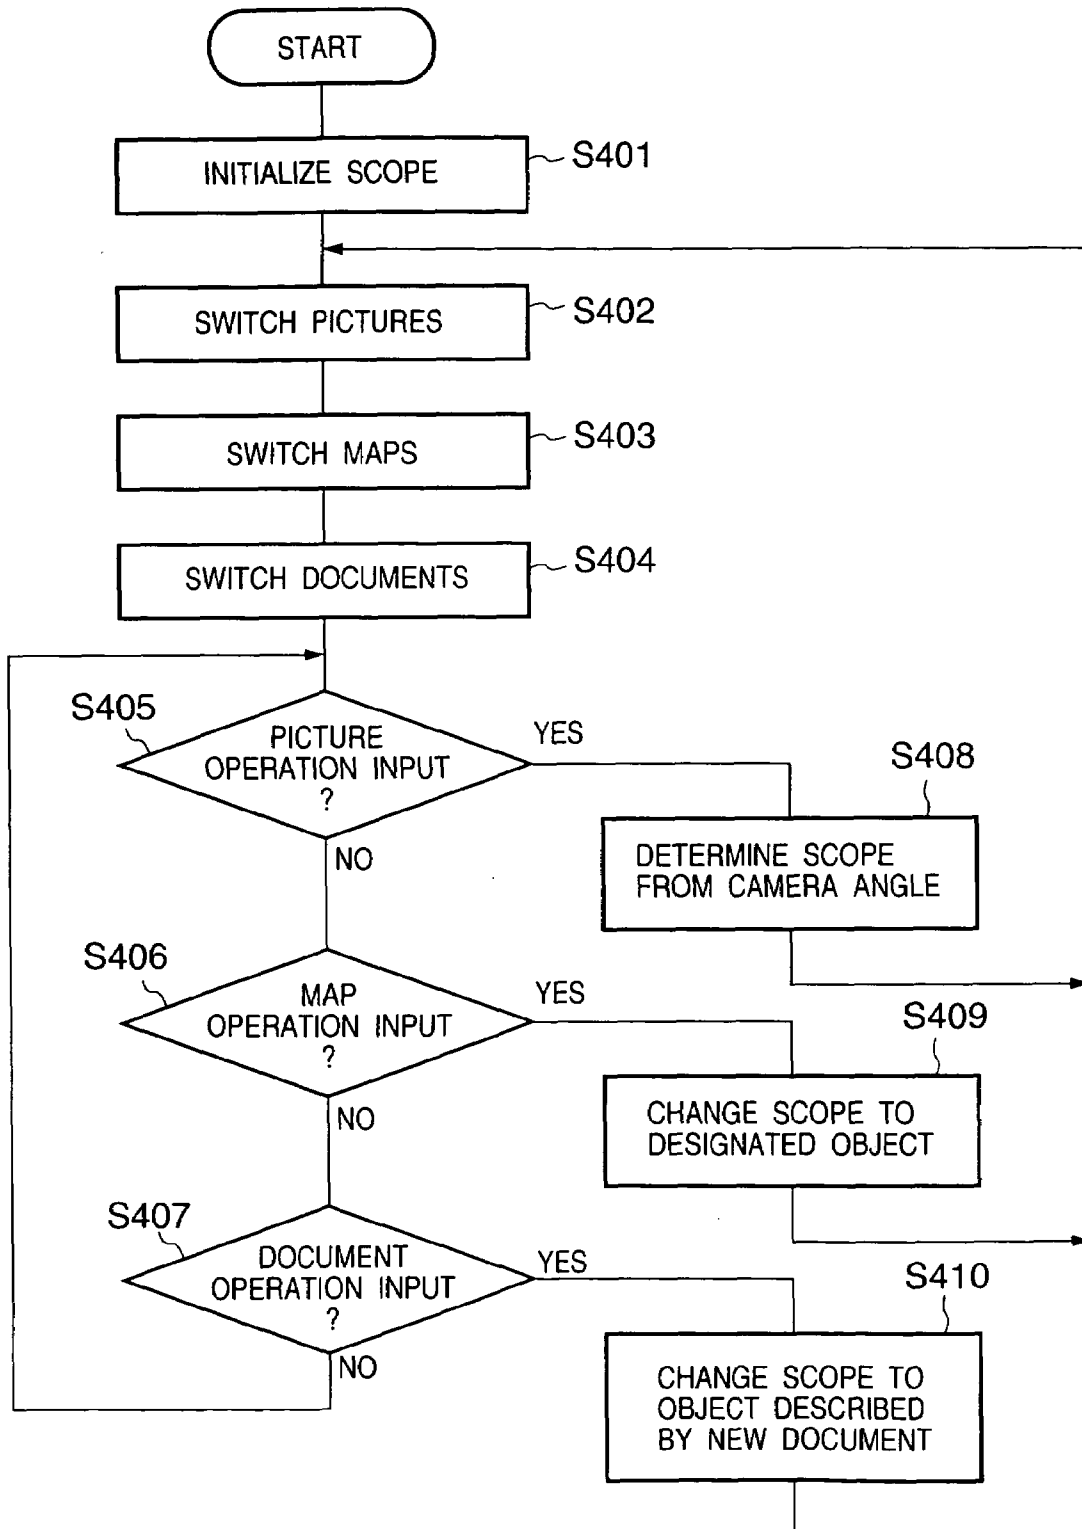 START
INITIALIZE SCOPE
S401
SWITCH PICTURES
S402
SWITCH MAPS
S403
SWITCH DOCUMENTS
S404
S405
PICTURE
OPERATION INPUT
?
YES
NO
S408
DETERMINE SCOPE
FROM CAMERA ANGLE
S406
MAP
OPERATION INPUT
?
YES
NO
S409
CHANGE SCOPE TO
DESIGNATED OBJECT
S407
DOCUMENT
OPERATION INPUT
?
YES
NO
S410
CHANGE SCOPE TO
OBJECT DESCRIBED
BY NEW DOCUMENT